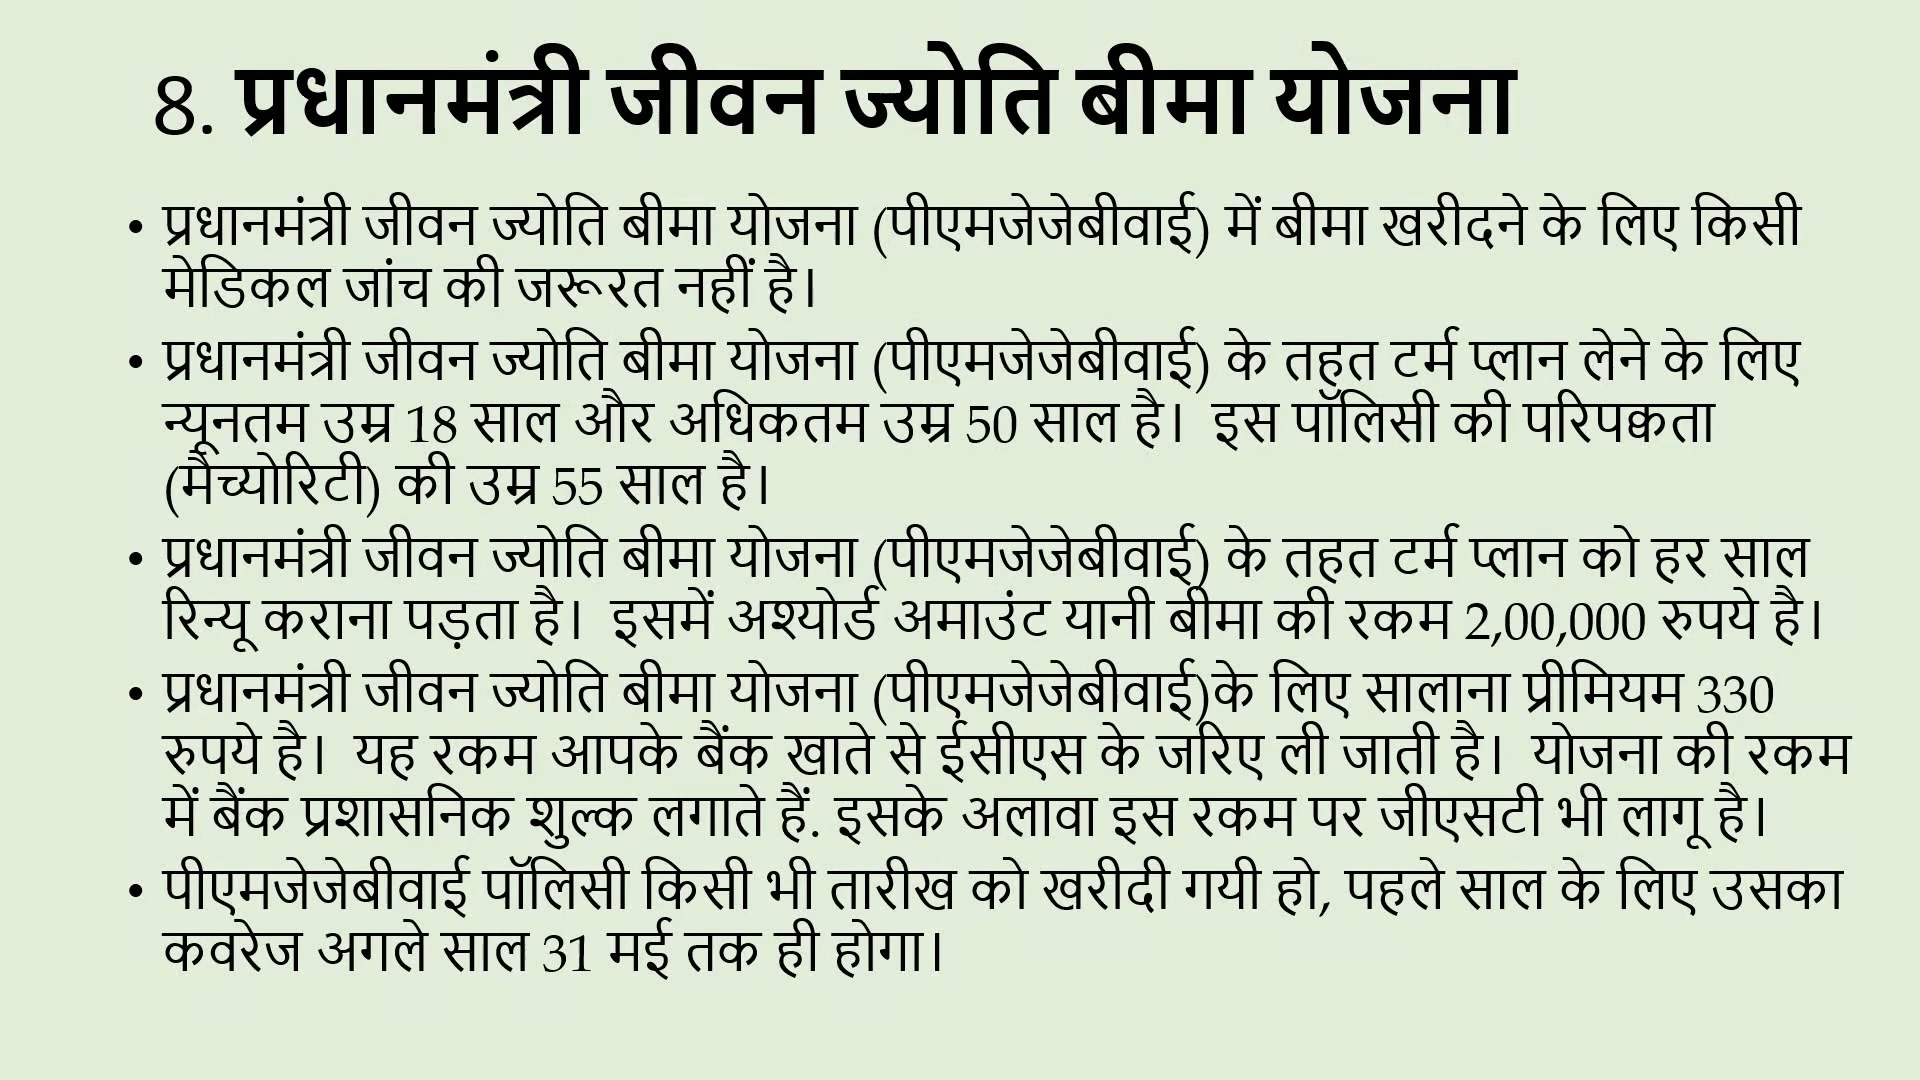 8. प्रधानमंत्री जीवन ज्योति बीमा योजना
• प्रधानमंत्री जीवन ज्योति बीमा योजना (पीएमजेजेबीवाई) में बीमा खरीदने के लिए किसी
मेडिकल जांच की जरूरत नहीं है।
• प्रधानमंत्री जीवन ज्योति बीमा योजना (पीएमजेजेबीवाई) के तहत टर्म प्लान लेने के लिए
न्यूनतम उम्र 18 साल और अधिकतम उम्र 50 साल है। इस पॉलिसी की परिपक्वता
(मैच्योरिटी) की उम्र 55 साल है।
• प्रधानमंत्री जीवन ज्योति बीमा योजना (पीएमजेजेबीवाई) के तहत टर्म प्लान को हर साल
रिन्यू कराना पड़ता है। इसमें अश्योर्ड अमाउंट यानी बीमा की रकम 2,00,000 रुपये है।
• प्रधानमंत्री जीवन ज्योति बीमा योजना (पीएमजेजेबीवाई)के लिए सालाना प्रीमियम 330
रुपये है। यह रकम आपके बैंक खाते से ईसीएस के जरिए ली जाती है। योजना की रकम
में बैंक प्रशासनिक शुल्क लगाते हैं. इसके अलावा इस रकम पर जीएसटी भी लागू है।
• पीएमजेजेबीवाई पॉलिसी किसी भी तारीख को खरीदी गयी हो, पहले साल के लिए उसका
कवरेज अगले साल 31 मई तक ही होगा।